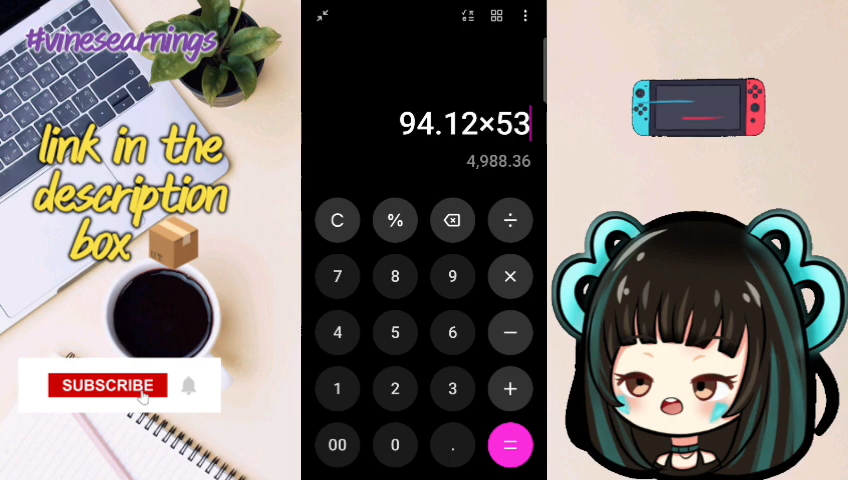 #vinesearnings
link in the
description
box
SUBSCRIBE
94.12×53
4,988.36
C % ÷
7 8 9 ×
4 5 6 −
1 2 3 +
00 0 . =